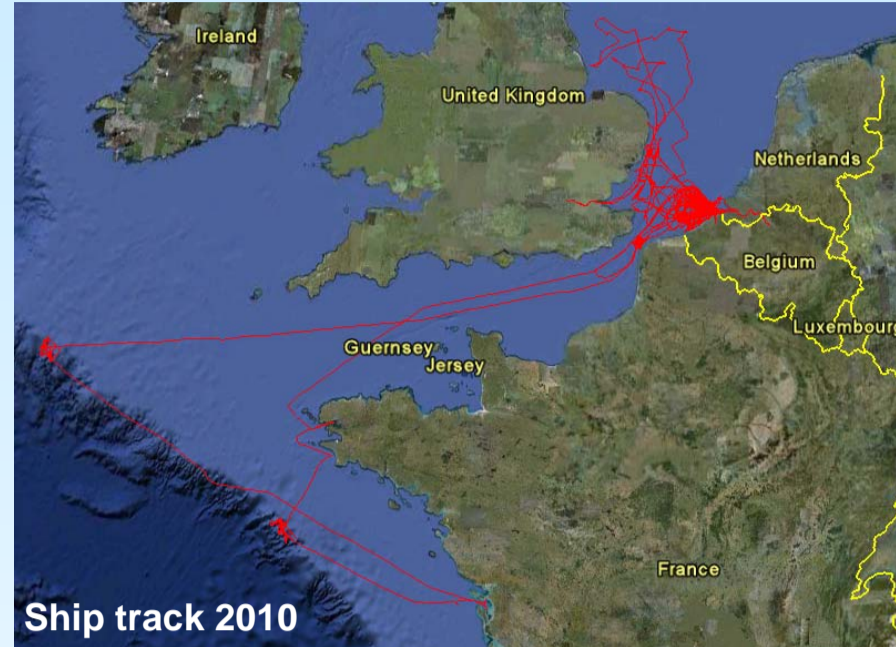 Ireland
United Kingdom
Netherlands
Belgium
Luxembourg
Guernsey
Jersey
France
Ship track 2010